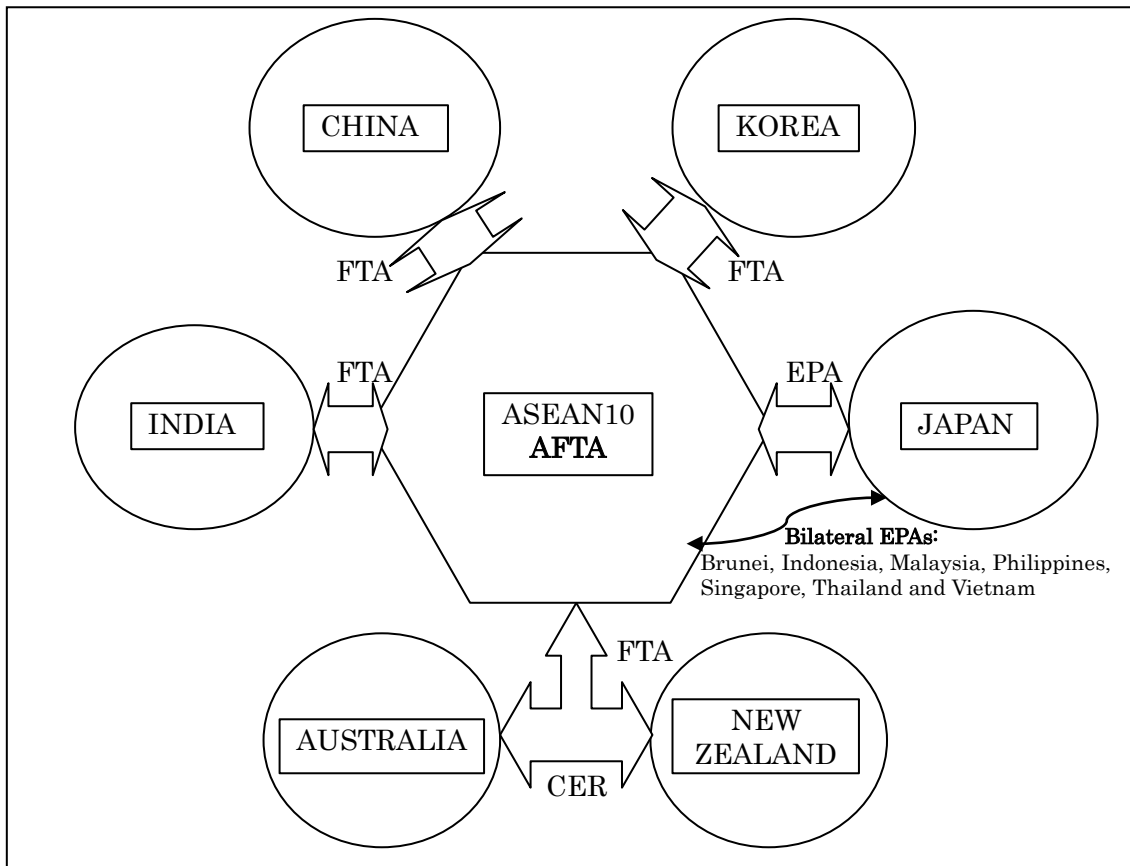 CHINA
KOREA
FTA
FTA
FTA
EPA
INDIA
ASEAN10
AFTA
JAPAN
Bilateral EPAs:
Brunei, Indonesia, Malaysia, Philippines,
Singapore, Thailand and Vietnam
FTA
AUSTRALIA
NEW
ZEALAND
CER